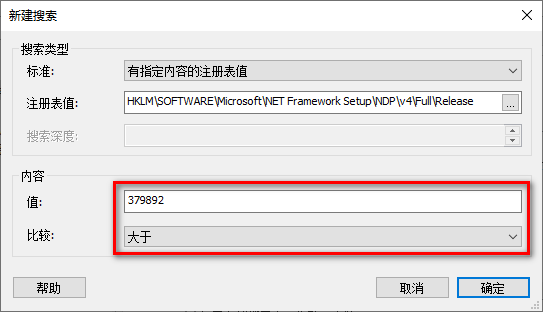 新建搜索
搜索类型
标准: 有指定内容的注册表值
注册表值: HKLM\SOFTWARE\Microsoft\NET Framework Setup\NDP\v4\Full\Release ...
搜索深度:
内容
值: 379892
比较: 大于
帮助 取消 确定